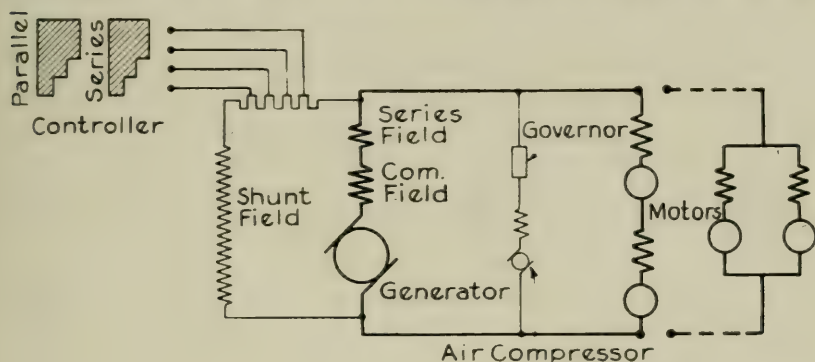 Parallel
Series
Controller
Series
Field
Com.
Field
Shunt
Field
Generator
Governor
Motors
Air Compressor